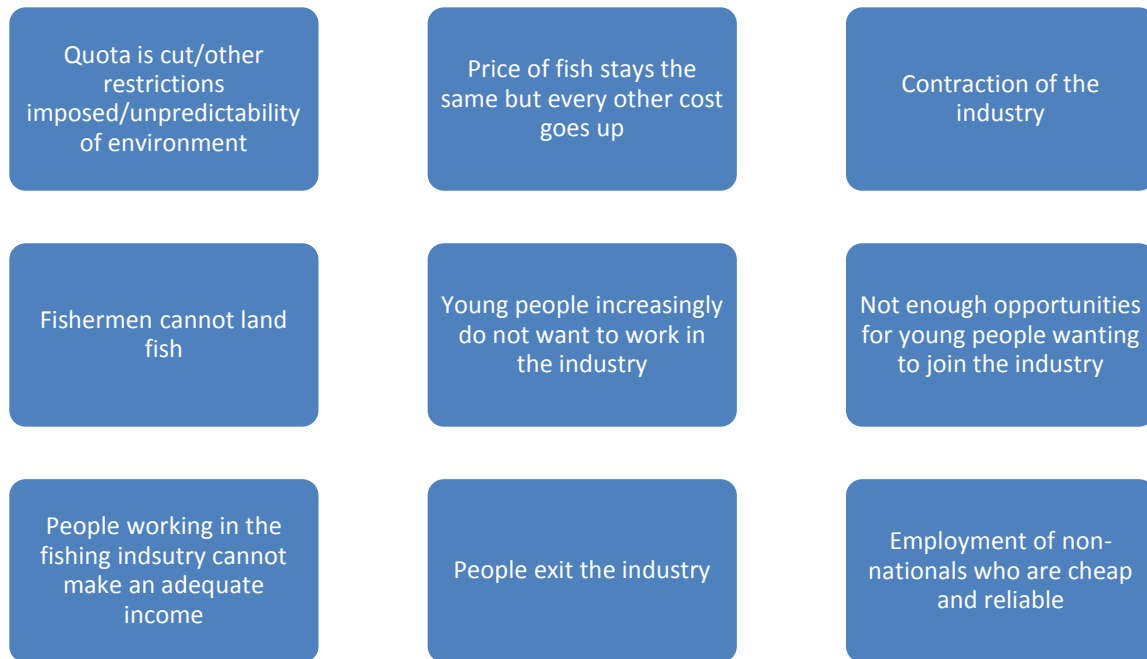 Quota is cut/other
restrictions
imposed/unpredictability
of environment
Price of fish stays the
same but every other cost
goes up
Contraction of the
industry
Fishermen cannot land
fish
Young people increasingly
do not want to work in
the industry
Not enough opportunities
for young people wanting
to join the industry
People working in the
fishing indsutry cannot
make an adequate
income
People exit the industry
Employment of non-
nationals who are cheap
and reliable